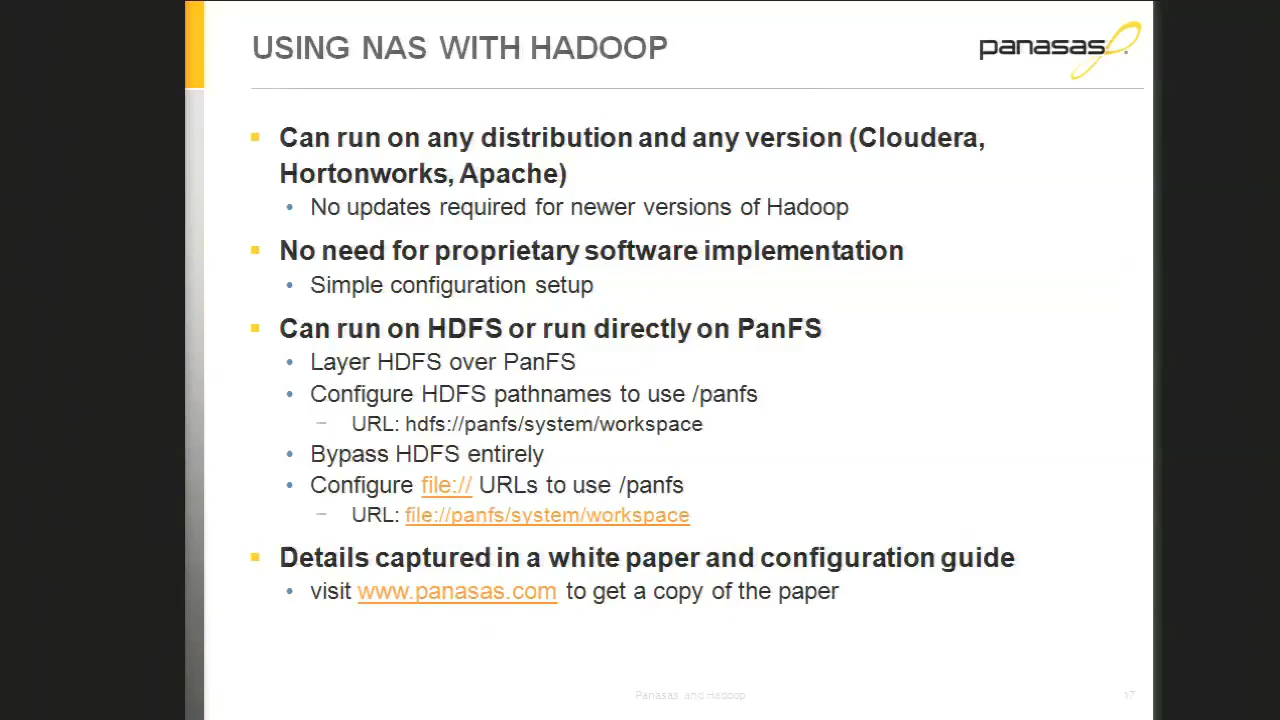 USING NAS WITH HADOOP
panasas
Can run on any distribution and any version (Cloudera,
Hortonworks, Apache)
No updates required for newer versions of Hadoop
No need for proprietary software implementation
Simple configuration setup
Can run on HDFS or run directly on PanFS
Layer HDFS over PanFS
Configure HDFS pathnames to use /panfs
URL: hdfs://panfs/system/workspace
Bypass HDFS entirely
Configure file:// URLs to use /panfs
URL: file://panfs/system/workspace
Details captured in a white paper and configuration guide
visit www.panasas.com to get a copy of the paper
Panasas and Hadoop
17